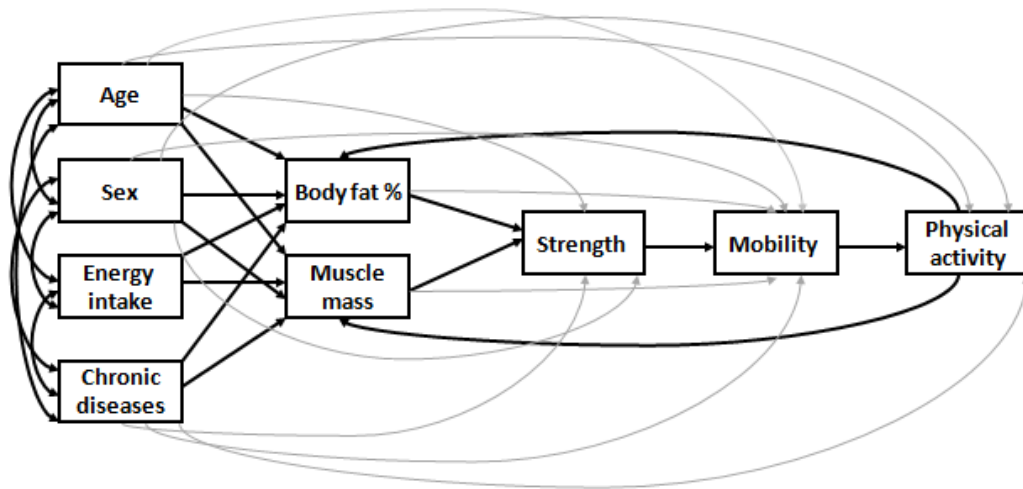 Age
Sex
Energy
intake
Chronic
diseases
Body fat %
Muscle
mass
Strength
Mobility
Physical
activity